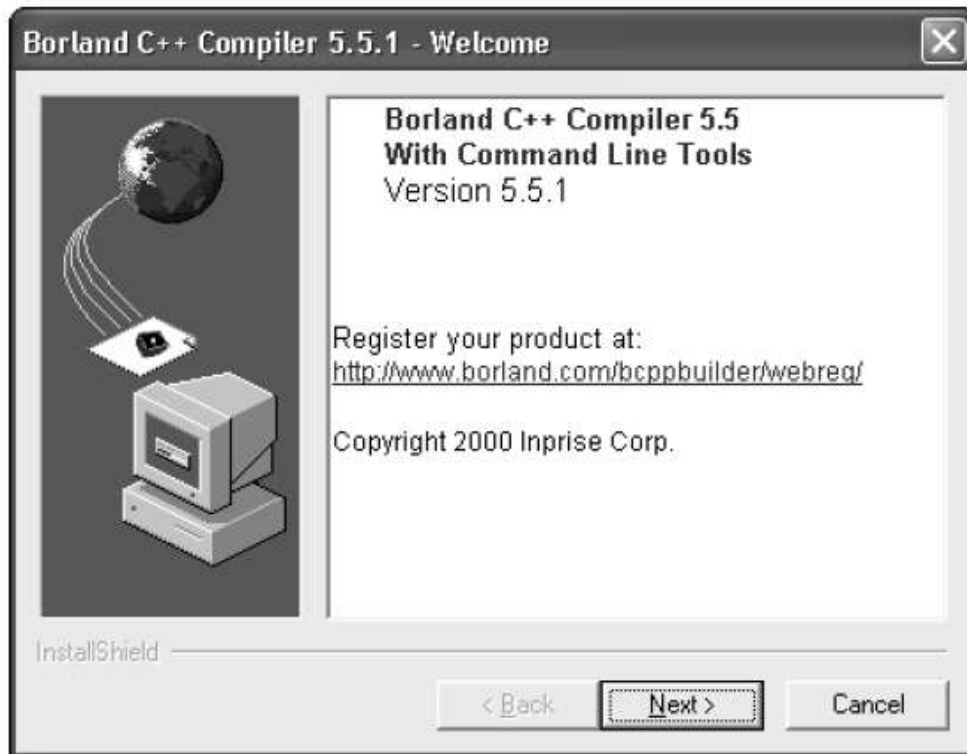 Borland C++ Compiler 5.5.1 - Welcome
Borland C++ Compiler 5.5
With Command Line Tools
Version 5.5.1
Register your product at:
http://www.borland.com/bcppbuilder/webreg/
Copyright 2000 Inprise Corp.
InstallShield
< Back
Next >
Cancel